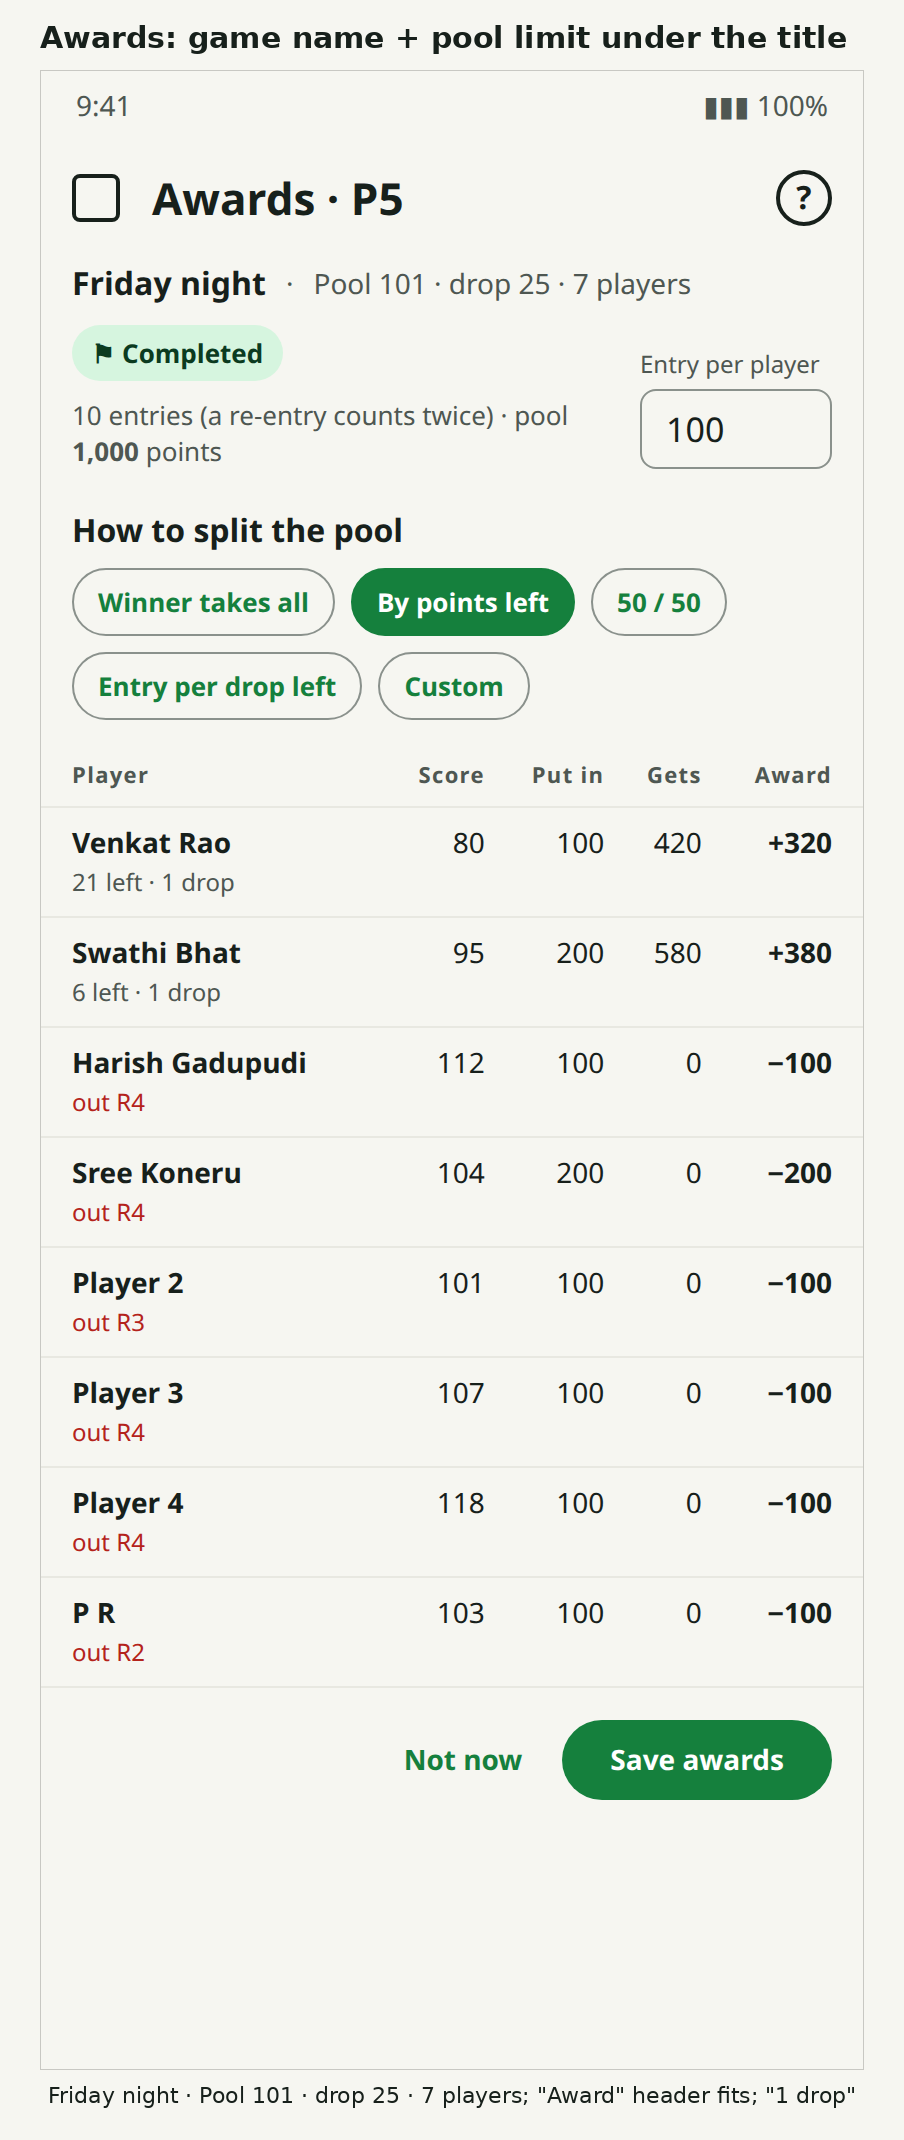 Awards: game name + pool limit under the title
9:41 100%
Awards · P5 ?
Friday night · Pool 101 · drop 25 · 7 players
⚑ Completed
Entry per player
10 entries (a re-entry counts twice) · pool
1,000 points
100
How to split the pool
Winner takes all By points left 50 / 50
Entry per drop left Custom
Player Score Put in Gets Award
Venkat Rao 80 100 420 +320
21 left · 1 drop
Swathi Bhat 95 200 580 +380
6 left · 1 drop
Harish Gadupudi 112 100 0 −100
out R4
Sree Koneru 104 200 0 −200
out R4
Player 2 101 100 0 −100
out R3
Player 3 107 100 0 −100
out R4
Player 4 118 100 0 −100
out R4
P R 103 100 0 −100
out R2
Not now Save awards
Friday night · Pool 101 · drop 25 · 7 players; "Award" header fits; "1 drop"